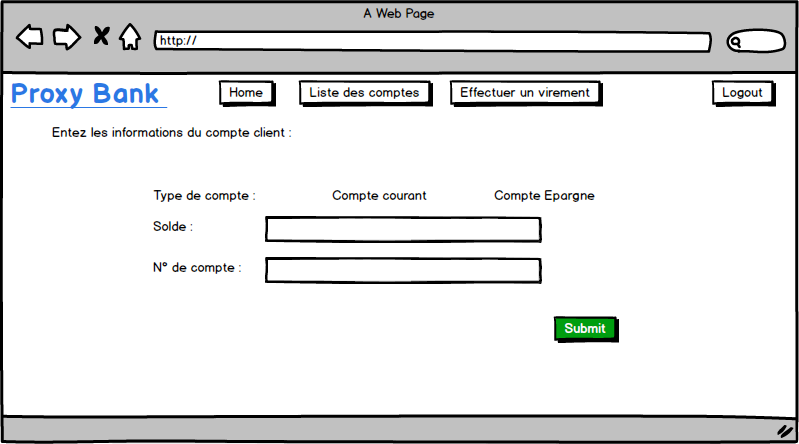 A Web Page
http://
Proxy Bank Home Liste des comptes Effectuer un virement Logout
Entez les informations du compte client :
Type de compte : Compte courant Compte Epargne
Solde :
N° de compte :
Submit